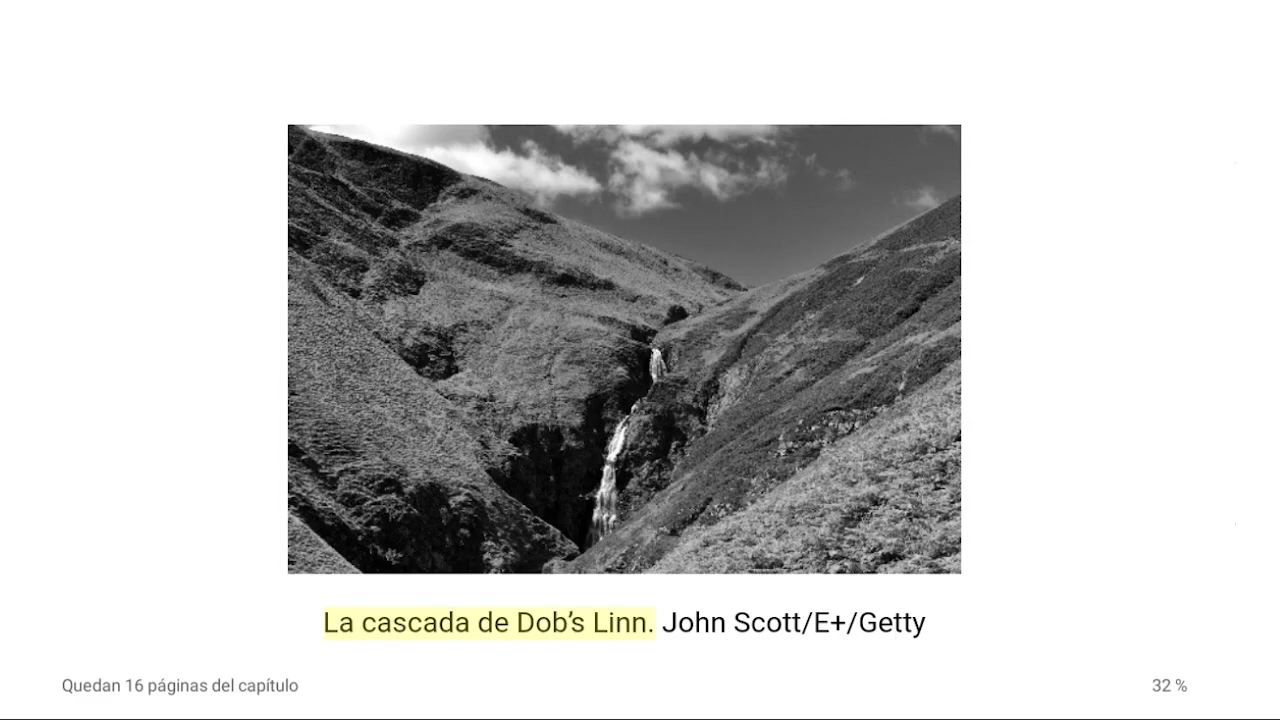 La cascada de Dob’s Linn. John Scott/E+/Getty
Quedan 16 páginas del capítulo
32 %